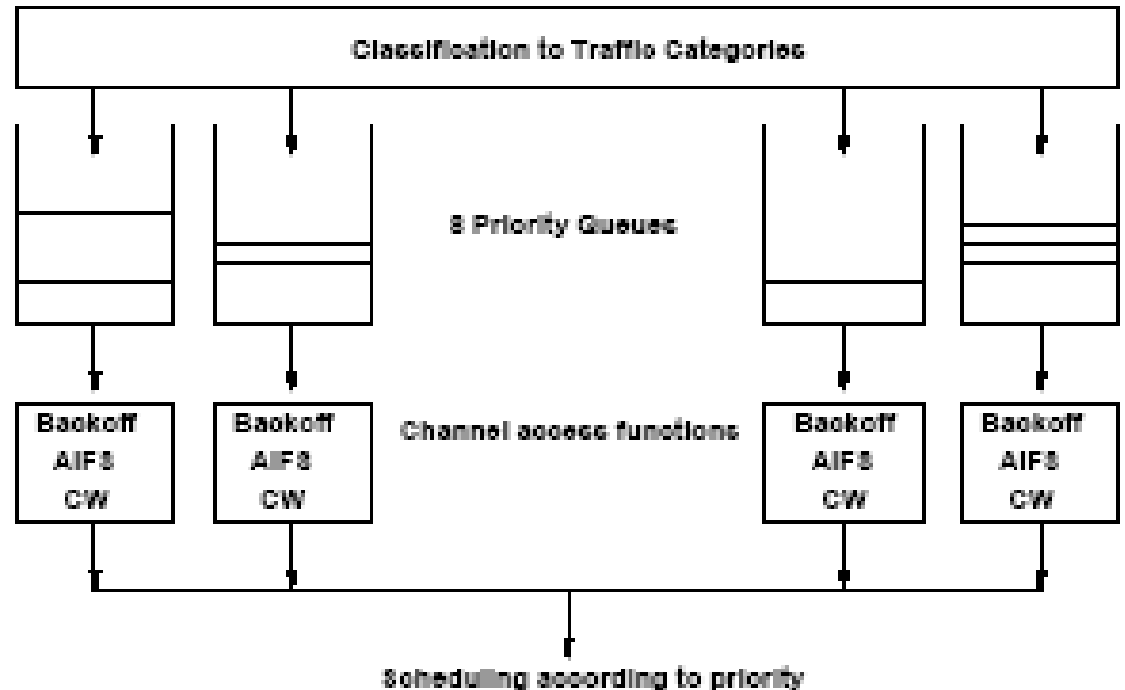 Classification to Traffic Categories
8 Priority Queues
Backoff
AIFS
CW
Backoff
AIFS
CW
Channel access functions
Backoff
AIFS
CW
Backoff
AIFS
CW
Scheduling according to priority